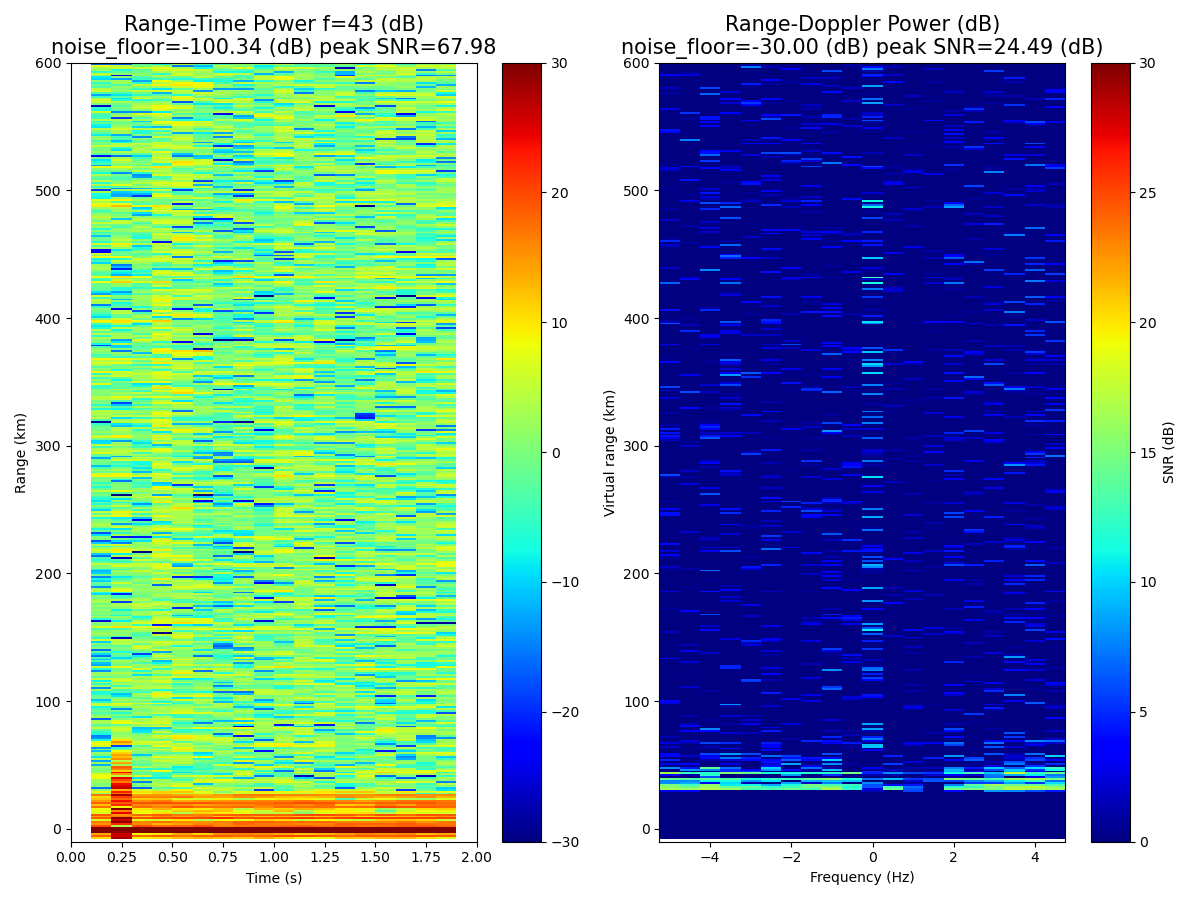 Range-Time Power f=43 (dB)
noise_floor=-100.34 (dB) peak SNR=67.98
Range (km)
600
500
400
300
200
100
0
0.00 0.25 0.50 0.75 1.00 1.25 1.50 1.75 2.00
Time (s)
30
20
10
0
−10
−20
−30
Range-Doppler Power (dB)
noise_floor=-30.00 (dB) peak SNR=24.49 (dB)
Virtual range (km)
600
500
400
300
200
100
0
−4 −2 0 2 4
Frequency (Hz)
30
25
20
15
10
5
0
SNR (dB)